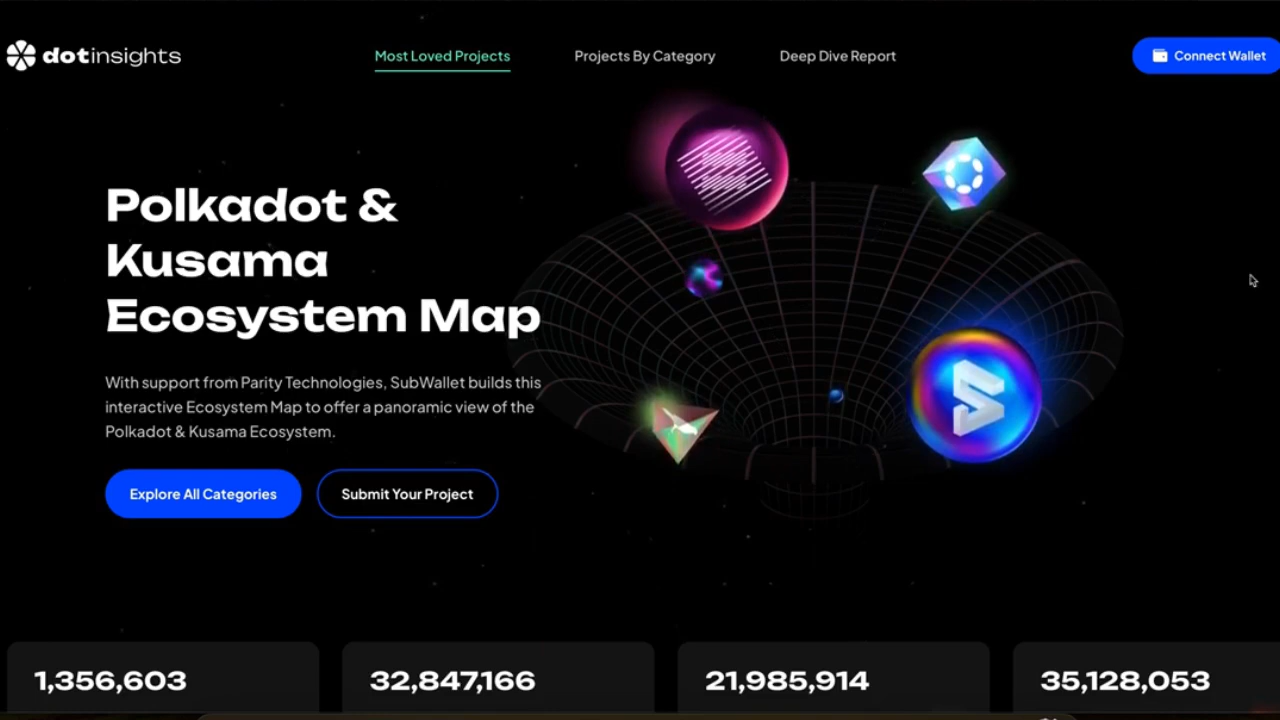 dotinsights
Most Loved Projects
Projects By Category
Deep Dive Report
Connect Wallet
Polkadot &
Kusama
Ecosystem Map
With support from Parity Technologies, SubWallet builds this
interactive Ecosystem Map to offer a panoramic view of the
Polkadot & Kusama Ecosystem.
Explore All Categories
Submit Your Project
1,356,603
32,847,166
21,985,914
35,128,053